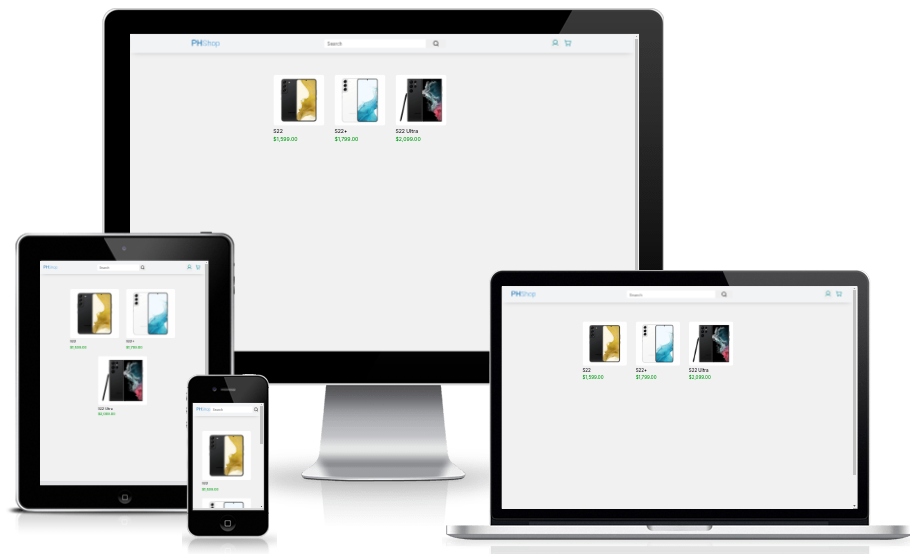 PHShop
Search
S22
$1,599.00
S22+
$1,799.00
S22 Ultra
$2,099.00
PHShop
Search
S22
$1,599.00
S22+
$1,799.00
S22 Ultra
$2,099.00
PHShop
Search
S22
$1,599.00
PHShop
Search
S22
$1,599.00
S22+
$1,799.00
S22 Ultra
$2,099.00